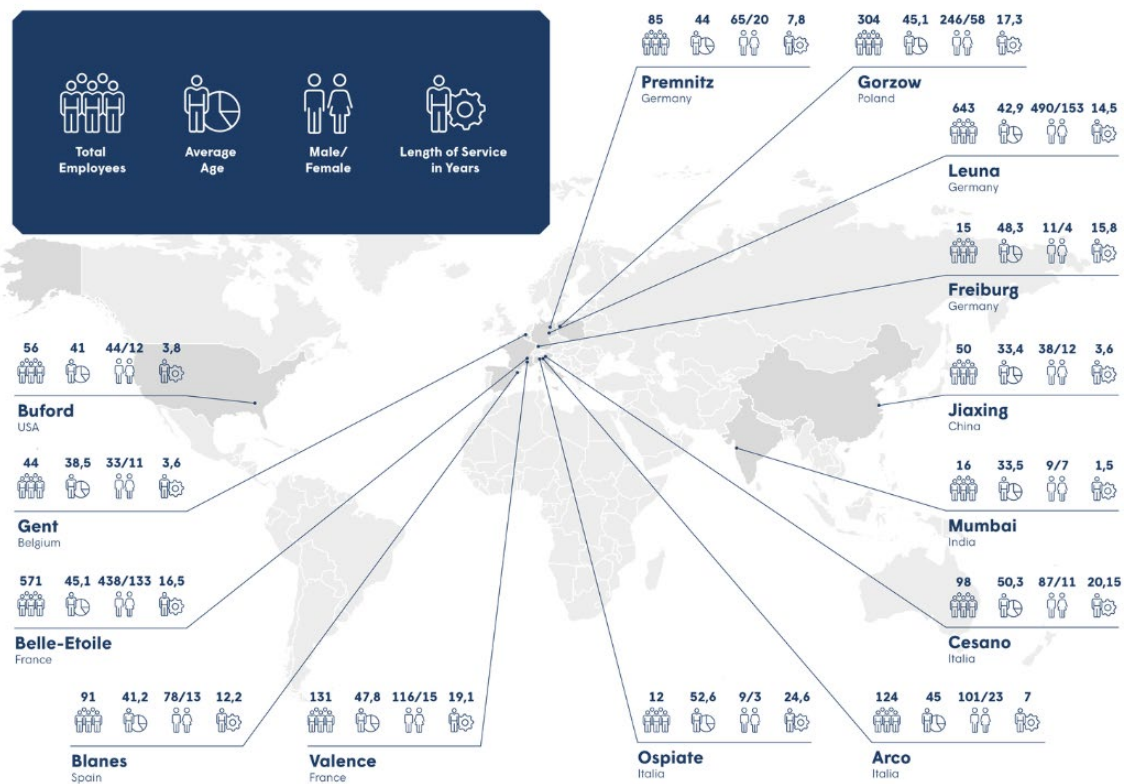 Total
Employees
Average
Age
Male/
Female
Length of Service
in Years
85 44 65/20 7,8
Premnitz
Germany
304 45,1 246/58 17,3
Gorzow
Poland
643 42,9 490/153 14,5
Leuna
Germany
15 48,3 11/4 15,8
Freiburg
Germany
56 41 44/12 3,8
Buford
USA
50 33,4 38/12 3,6
Jiaxing
China
44 38,5 33/11 3,6
Gent
Belgium
16 33,5 9/7 1,5
Mumbai
India
571 45,1 438/133 16,5
Belle-Etoile
France
98 50,3 87/11 20,15
Cesano
Italia
91 41,2 78/13 12,2
Blanes
Spain
131 47,8 116/15 19,1
Valence
France
12 52,6 9/3 24,6
Ospiate
Italia
124 45 101/23 7
Arco
Italia